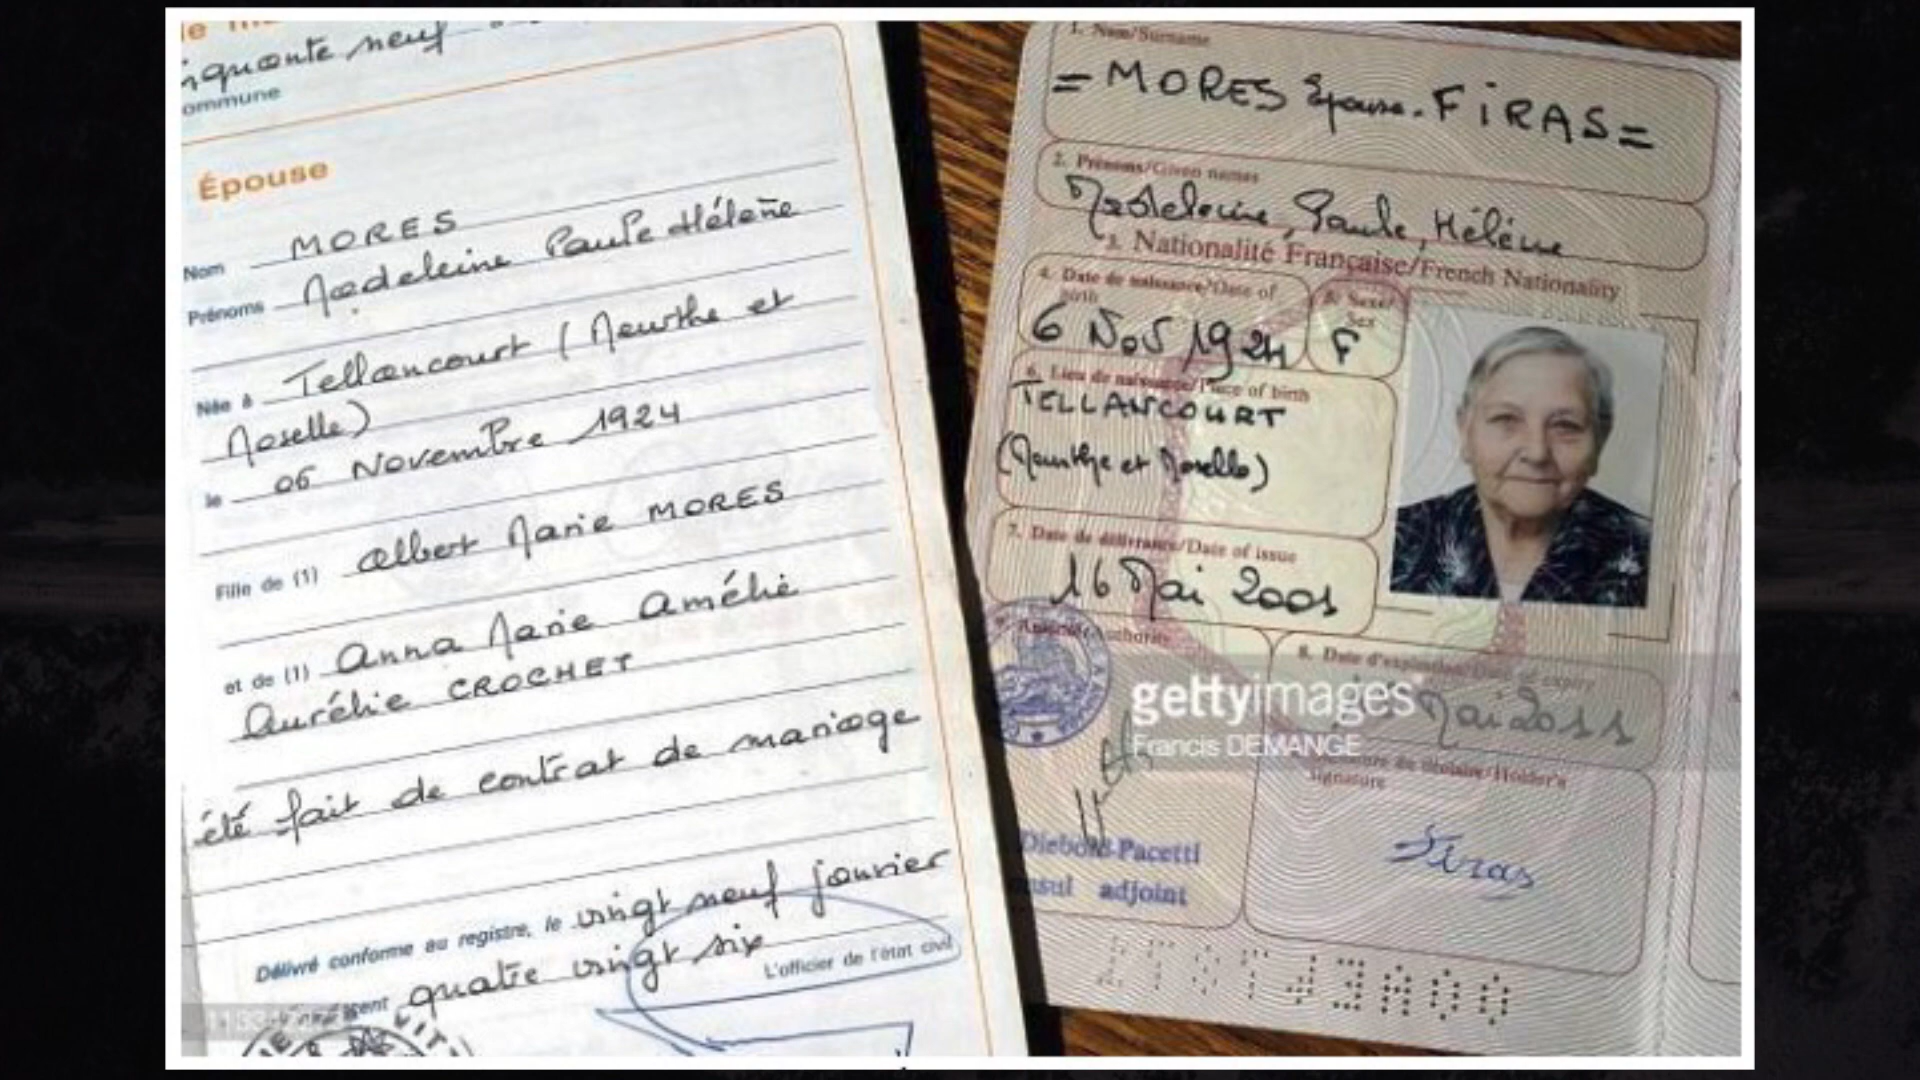 inquante neuf
ommune
Épouse
Nom MORES
Prénoms Madeleine Paule Hélène
Née à Tellancourt (Meurthe et
Moselle)
le 06 Novembre 1924
Fille de (1) Albert Marie MORES
et de (1) Anna Marie Amélie
Aurélie CROCHET
été fait de contrat de mariage
Délivré conforme au registre, le vingt neuf janvier
quatre vingt six
L'officier de l'état civil
1. Nom/Surname
= MORES Epouse. FiRAS =
2. Prénoms/Given names
Madeleine, Paule, Hélène
3. Nationalité Française/French Nationality
4. Date de naissance/Date of
birth
6 Nov 1924
5. Sexe/
Sex
F
6. Lieu de naissance/Place of birth
TELLANCOURT
(Meurthe et Moselle)
7. Date de délivrance/Date of issue
16 Mai 2001
9. Autorité/Authority
8. Date d'expiration/Date of expiry
Mai 2011
gettyimages
Francis DEMANGE
Signature du titulaire/Holder's
signature
Firas
Diebold-Pacetti
nsul adjoint